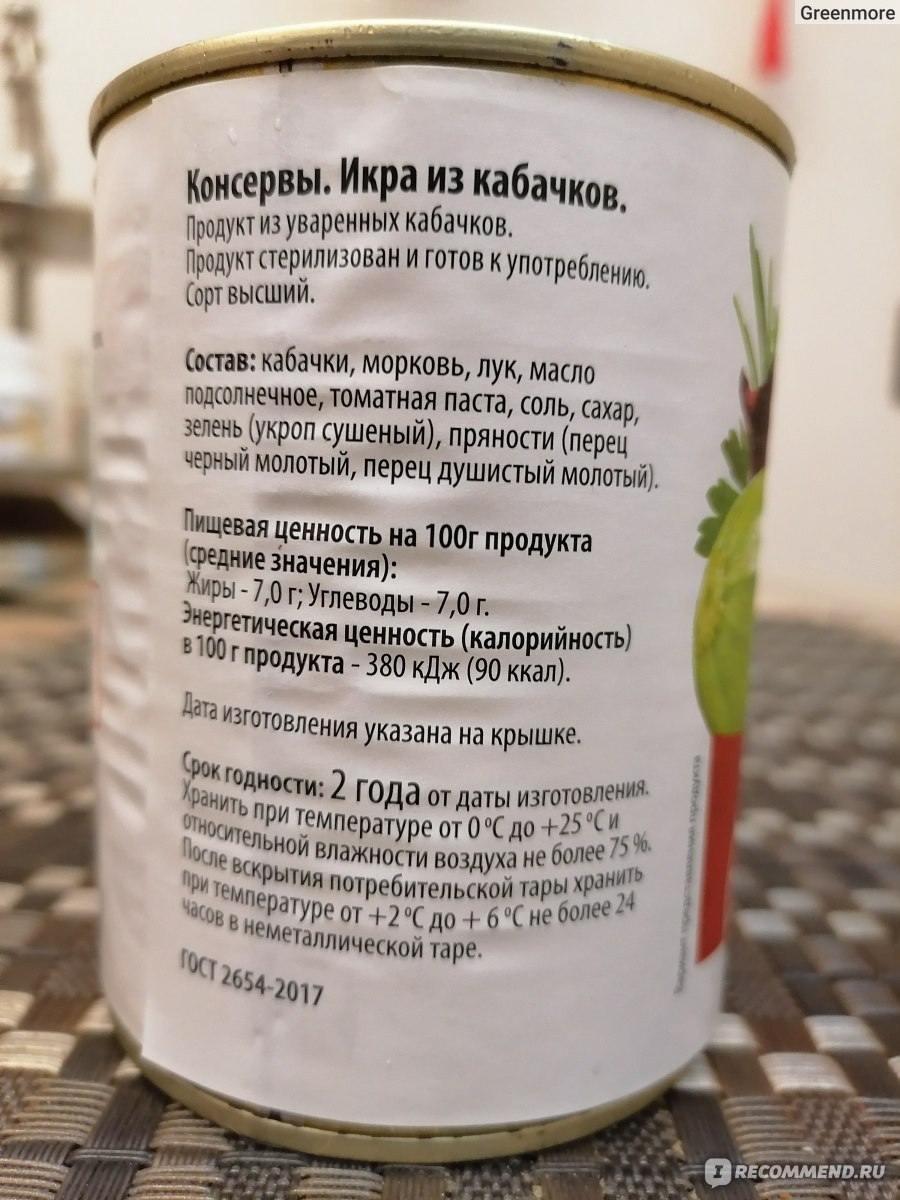 Greenmore
Консервы. Икра из кабачков.
Продукт из уваренных кабачков.
Продукт стерилизован и готов к употреблению.
Сорт высший.
Состав: кабачки, морковь, лук, масло
подсолнечное, томатная паста, соль, сахар,
зелень (укроп сушеный), пряности (перец
черный молотый, перец душистый молотый).
Пищевая ценность на 100г продукта
(средние значения):
Жиры - 7,0 г; Углеводы - 7,0 г.
Энергетическая ценность (калорийность)
в 100 г продукта - 380 кДж (90 ккал).
Дата изготовления указана на крышке.
Срок годности: 2 года от даты изготовления.
Хранить при температуре от 0 °С до +25 °С и
относительной влажности воздуха не более 75 %.
После вскрытия потребительской тары хранить
при температуре от +2 °С до + 6 °С не более 24
часов в неметаллической таре.
ГОСТ 2654-2017
Вариант представления продукта
I RECOMMEND.RU